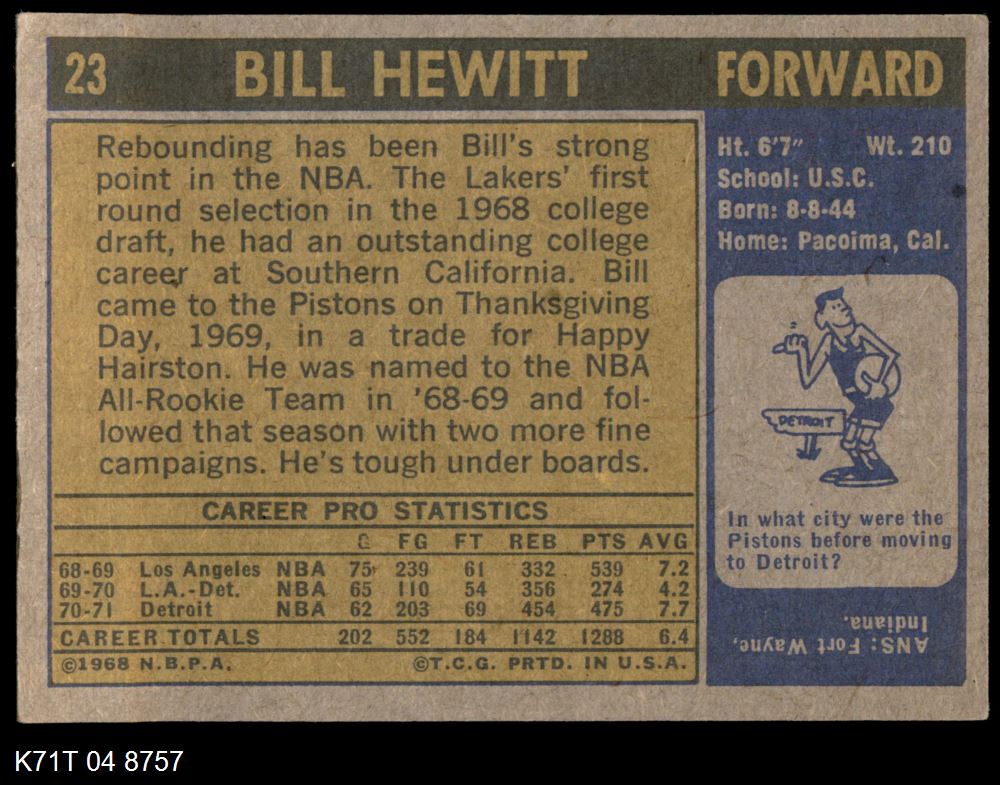 23 BILL HEWITT FORWARD
Rebounding has been Bill's strong
point in the NBA. The Lakers' first
round selection in the 1968 college
draft, he had an outstanding college
career at Southern California. Bill
came to the Pistons on Thanksgiving
Day, 1969, in a trade for Happy
Hairston. He was named to the NBA
All-Rookie Team in '68-69 and fol-
lowed that season with two more fine
campaigns. He's tough under boards.
CAREER PRO STATISTICS
G FG FT REB PTS AVG
68-69 Los Angeles NBA 75 239 61 332 539 7.2
69-70 L.A.-Det. NBA 65 110 54 356 274 4.2
70-71 Detroit NBA 62 203 69 454 475 7.7
CAREER TOTALS 202 552 184 1142 1288 6.4
©1968 N.B.P.A. ©T.C.G. PRTD. IN U.S.A.
Ht. 6'7" Wt. 210
School: U.S.C.
Born: 8-8-44
Home: Pacoima, Cal.
DETROIT
In what city were the
Pistons before moving
to Detroit?
ANS: Fort Wayne,
Indiana.
K71T 04 8757